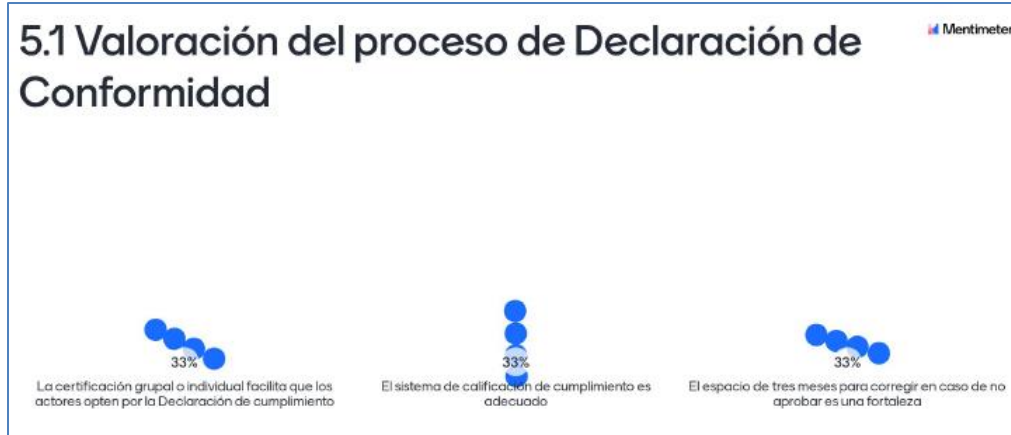 5.1 Valoración del proceso de Declaración de
Conformidad
Mentimeter
33%
La certificación grupal o individual facilita que los
actores opten por la Declaración de cumplimiento
33%
El sistema de calificación de cumplimiento es
adecuado
33%
El espacio de tres meses para corregir en caso de no
aprobar es una fortaleza